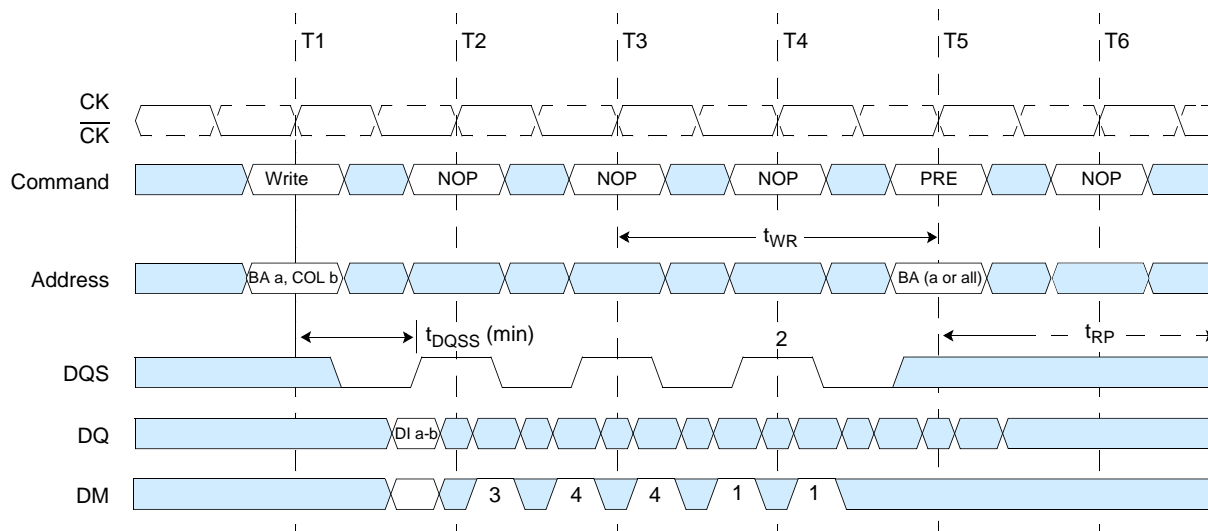 T1 T2 T3 T4 T5 T6
CK
CK
Command Write NOP NOP NOP PRE NOP
tWR
Address BA a, COL b BA (a or all)
tDQSS (min) 2 tRP
DQS
DQ DI a-b
DM 3 4 4 1 1